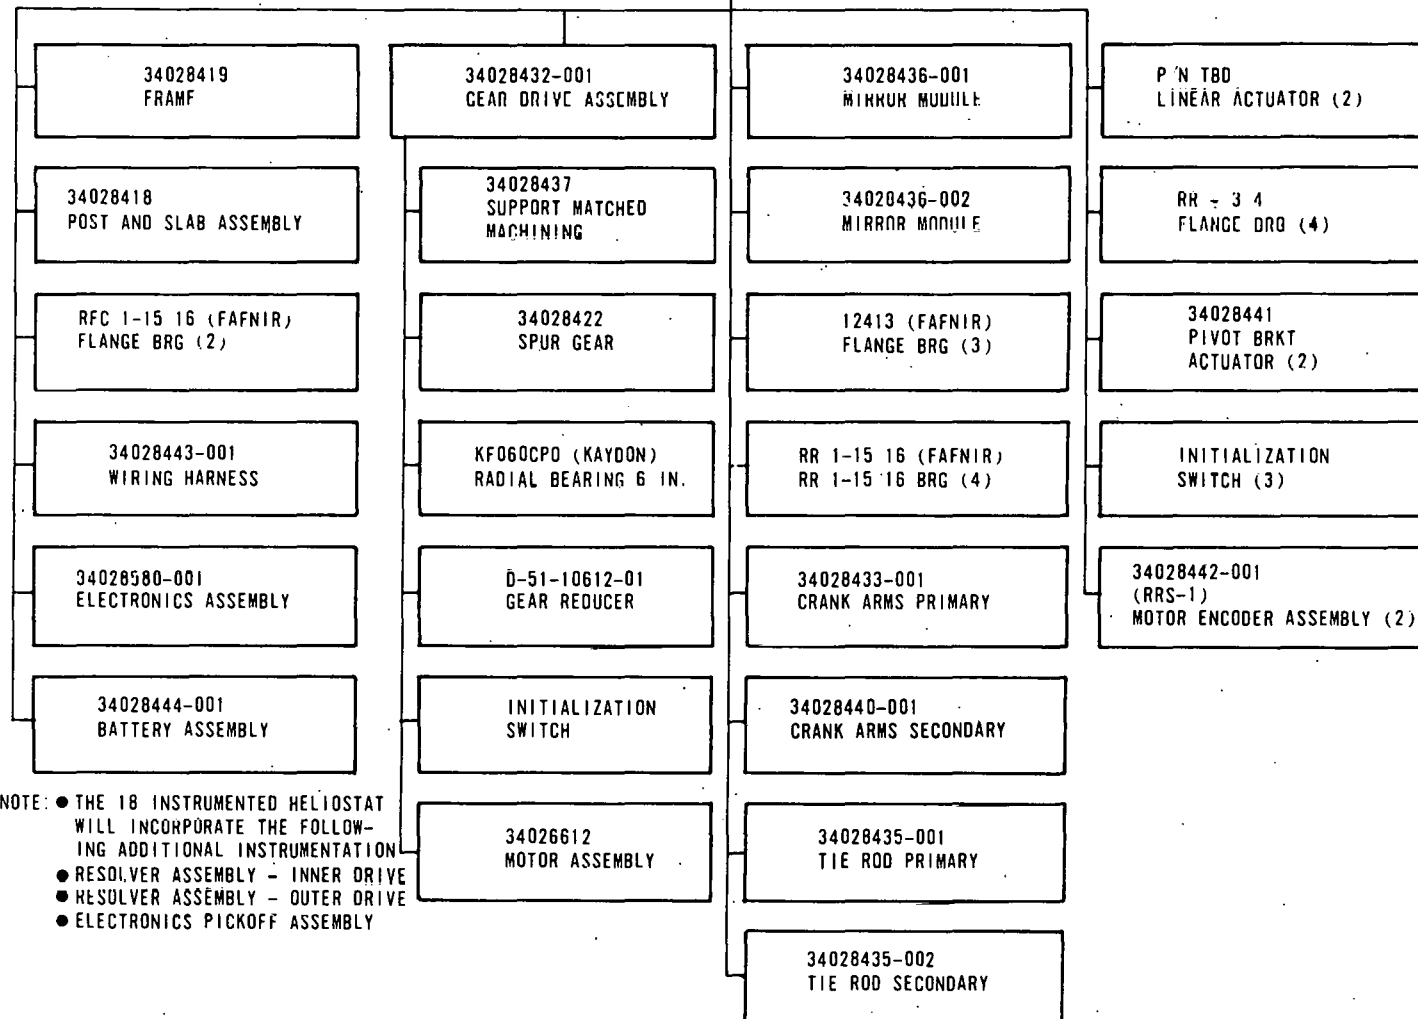 34028419
FRAMF
34028418
POST AND SLAB ASSEMBLY
RFC 1-15 16 (FAFNIR)
FLANGE BRG (2)
34028443-001
WIRING HARNESS
34028580-001
ELECTRONICS ASSEMBLY
34028444-001
BATTERY ASSEMBLY
NOTE: ● THE 18 INSTRUMENTED HELIOSTAT
WILL INCORPORATE THE FOLLOW-
ING ADDITIONAL INSTRUMENTATION
● RESOLVER ASSEMBLY - INNER DRIVE
● RESOLVER ASSEMBLY - OUTER DRIVE
● ELECTRONICS PICKOFF ASSEMBLY
34028432-001
GEAR DRIVE ASSEMBLY
34028437
SUPPORT MATCHED
MACHINING
34028422
SPUR GEAR
KF060CPO (KAYDON)
RADIAL BEARING 6 IN.
D-51-10612-01
GEAR REDUCER
INITIALIZATION
SWITCH
34026612
MOTOR ASSEMBLY
34028436-001
MIRROR MODULE
34028436-002
MIRROR MODULE
12413 (FAFNIR)
FLANGE BRG (3)
RR 1-15 16 (FAFNIR)
RR 1-15 16 BRG (4)
34028433-001
CRANK ARMS PRIMARY
34028440-001
CRANK ARMS SECONDARY
34028435-001
TIE ROD PRIMARY
34028435-002
TIE ROD SECONDARY
P N TBD
LINEAR ACTUATOR (2)
RR - 3 4
FLANGE BRG (4)
34028441
PIVOT BRKT
ACTUATOR (2)
INITIALIZATION
SWITCH (3)
34028442-001
(RRS-1)
MOTOR ENCODER ASSEMBLY (2)